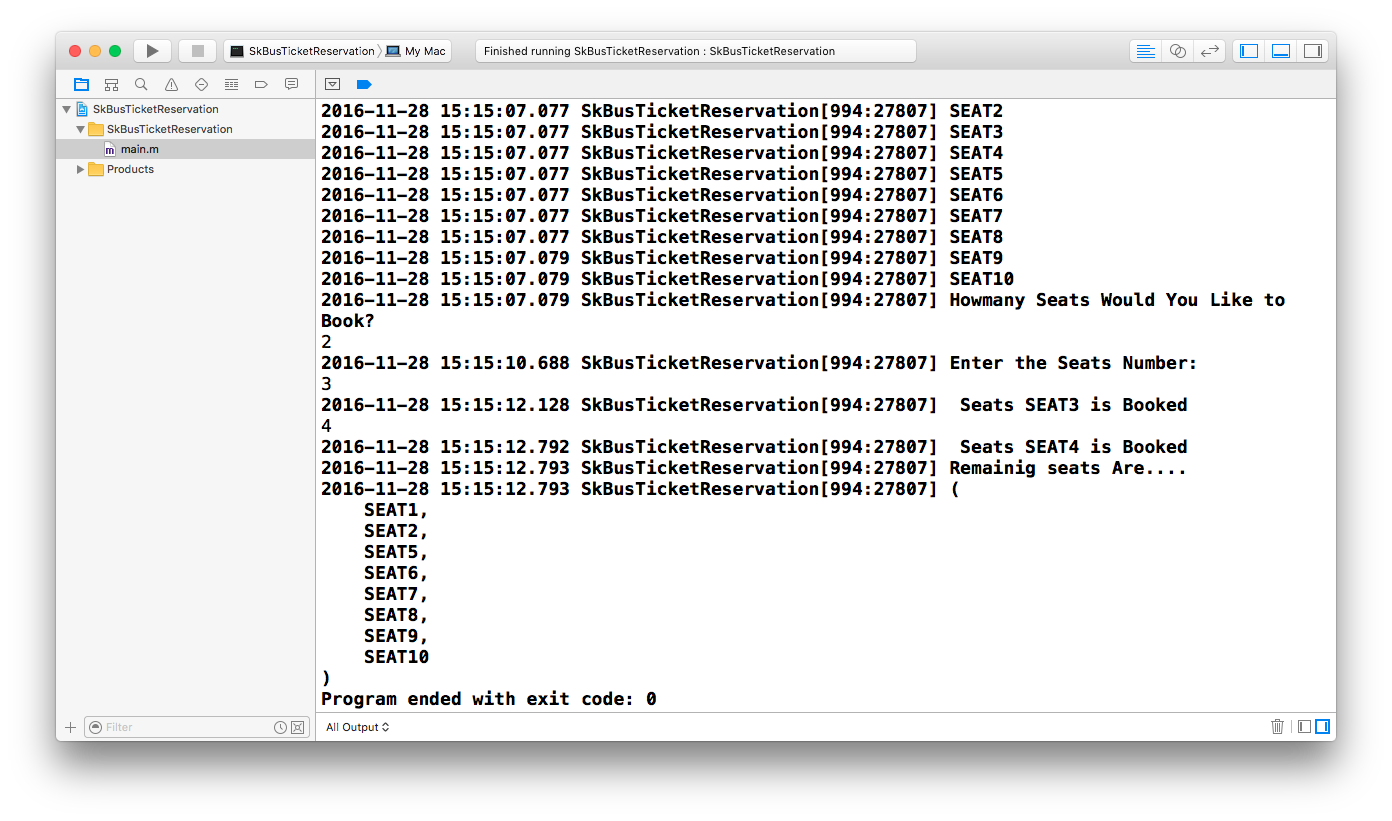 SkBusTicketReservation
My Mac
Finished running SkBusTicketReservation : SkBusTicketReservation
SkBusTicketReservation
SkBusTicketReservation
m main.m
Products
2016-11-28 15:15:07.077 SkBusTicketReservation[994:27807] SEAT2
2016-11-28 15:15:07.077 SkBusTicketReservation[994:27807] SEAT3
2016-11-28 15:15:07.077 SkBusTicketReservation[994:27807] SEAT4
2016-11-28 15:15:07.077 SkBusTicketReservation[994:27807] SEAT5
2016-11-28 15:15:07.077 SkBusTicketReservation[994:27807] SEAT6
2016-11-28 15:15:07.077 SkBusTicketReservation[994:27807] SEAT7
2016-11-28 15:15:07.077 SkBusTicketReservation[994:27807] SEAT8
2016-11-28 15:15:07.079 SkBusTicketReservation[994:27807] SEAT9
2016-11-28 15:15:07.079 SkBusTicketReservation[994:27807] SEAT10
2016-11-28 15:15:07.079 SkBusTicketReservation[994:27807] Howmany Seats Would You Like to
Book?
2
2016-11-28 15:15:10.688 SkBusTicketReservation[994:27807] Enter the Seats Number:
3
2016-11-28 15:15:12.128 SkBusTicketReservation[994:27807]  Seats SEAT3 is Booked
4
2016-11-28 15:15:12.792 SkBusTicketReservation[994:27807]  Seats SEAT4 is Booked
2016-11-28 15:15:12.793 SkBusTicketReservation[994:27807] Remainig seats Are....
2016-11-28 15:15:12.793 SkBusTicketReservation[994:27807] (
    SEAT1,
    SEAT2,
    SEAT5,
    SEAT6,
    SEAT7,
    SEAT8,
    SEAT9,
    SEAT10
)
Program ended with exit code: 0
Filter
All Output